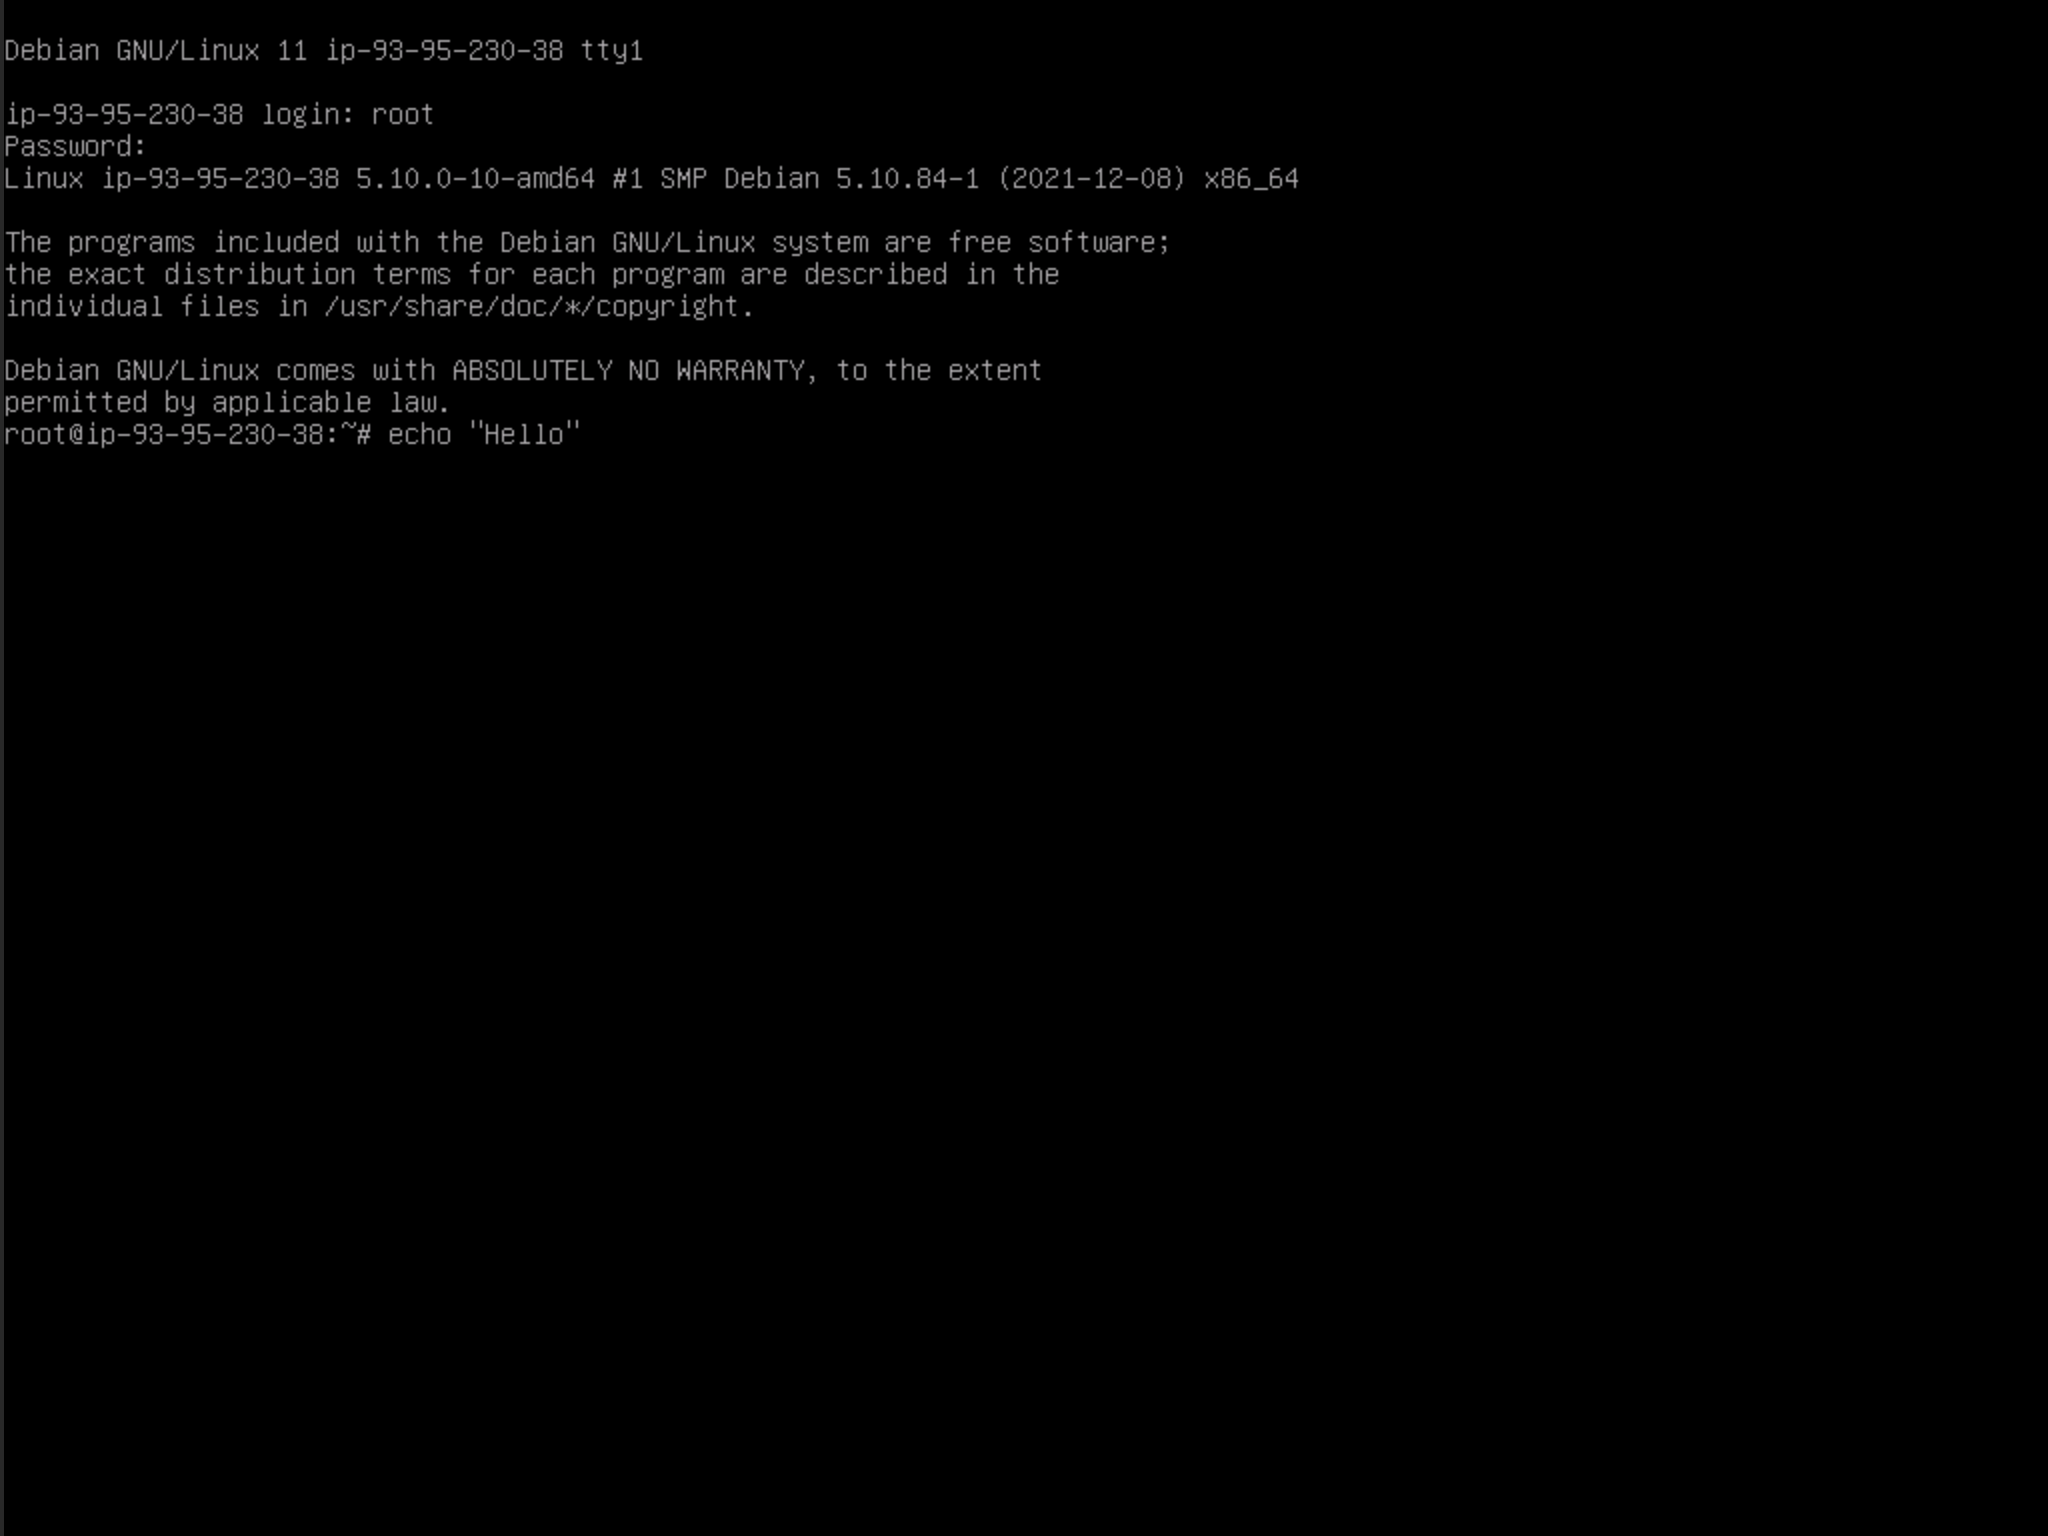 Debian GNU/Linux 11 ip-93-95-230-38 tty1
ip-93-95-230-38 login: root
Password:
Linux ip-93-95-230-38 5.10.0-10-amd64 #1 SMP Debian 5.10.84-1 (2021-12-08) x86_64
The programs included with the Debian GNU/Linux system are free software;
the exact distribution terms for each program are described in the
individual files in /usr/share/doc/*/copyright.
Debian GNU/Linux comes with ABSOLUTELY NO WARRANTY, to the extent
permitted by applicable law.
root@ip-93-95-230-38:~# echo "Hello"